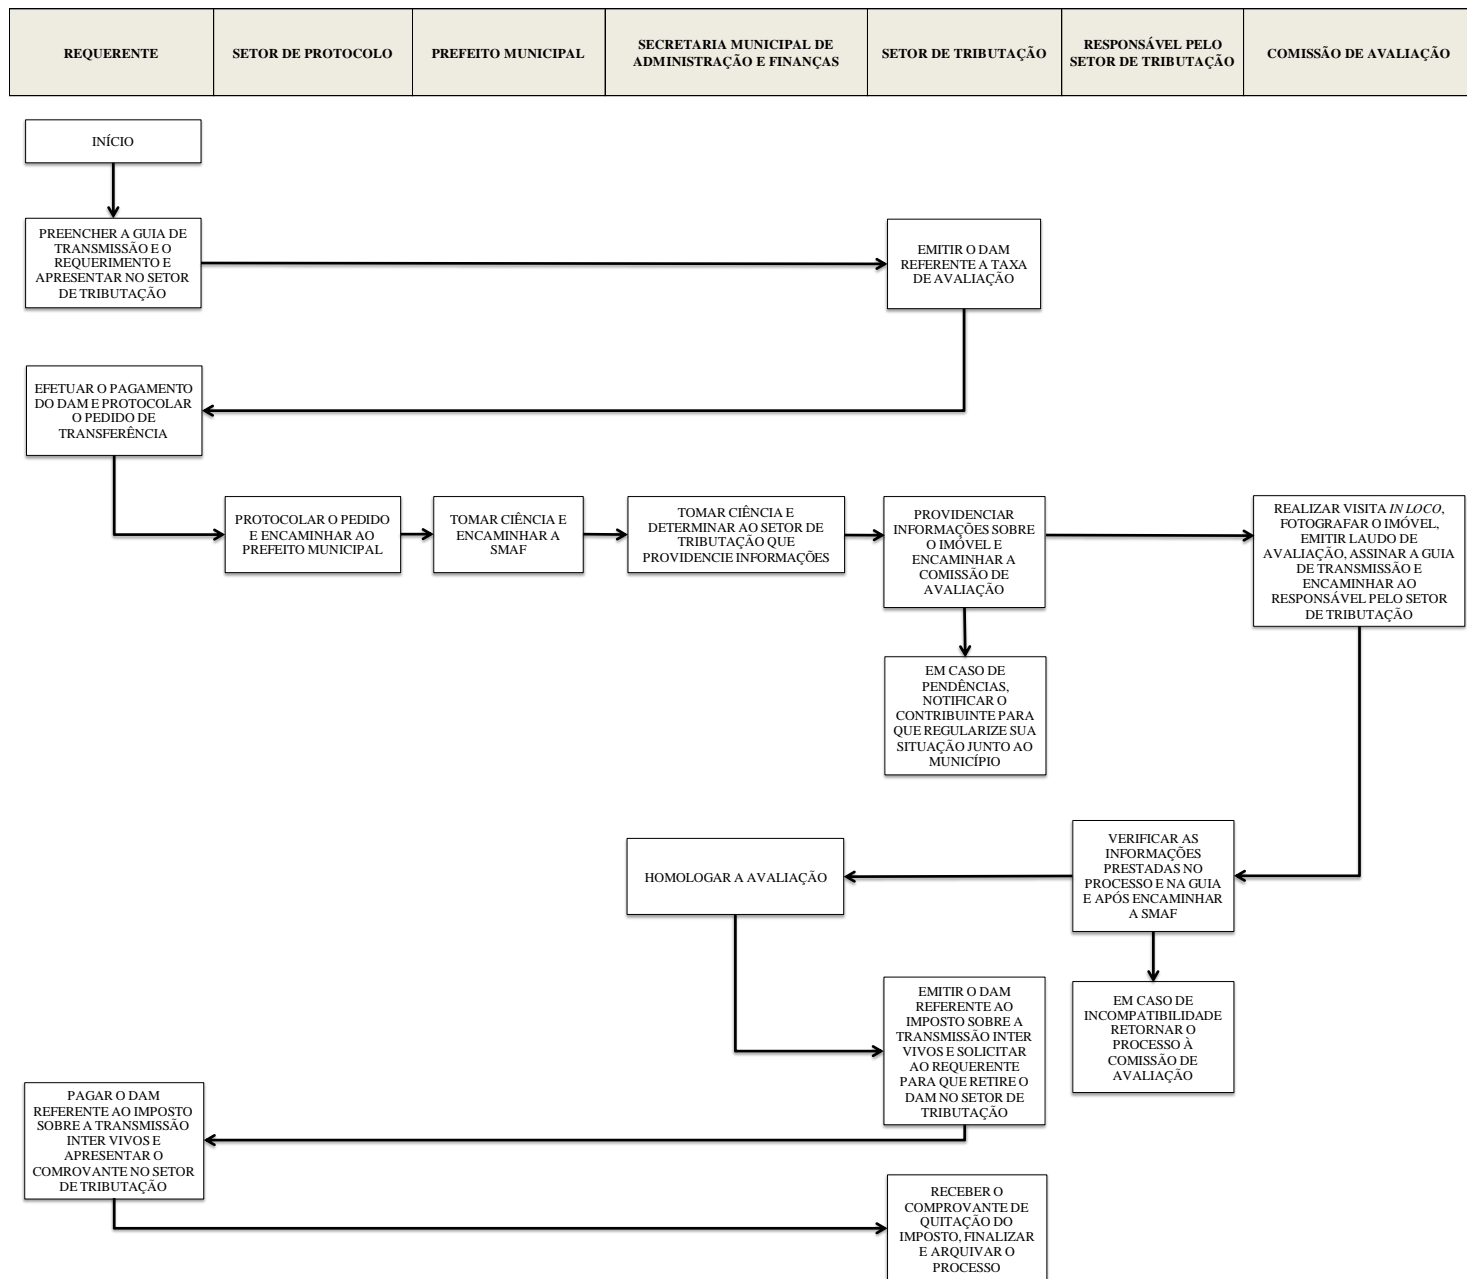 REQUERENTE
SETOR DE PROTOCOLO
PREFEITO MUNICIPAL
SECRETARIA MUNICIPAL DE
ADMINISTRAÇÃO E FINANÇAS
SETOR DE TRIBUTAÇÃO
RESPONSÁVEL PELO
SETOR DE TRIBUTAÇÃO
COMISSÃO DE AVALIAÇÃO
INÍCIO
PREENCHER A GUIA DE
TRANSMISSÃO E O
REQUERIMENTO E
APRESENTAR NO SETOR
DE TRIBUTAÇÃO
EMITIR O DAM
REFERENTE A TAXA
DE AVALIAÇÃO
EFETUAR O PAGAMENTO
DO DAM E PROTOCOLAR
O PEDIDO DE
TRANSFERÊNCIA
PROTOCOLAR O PEDIDO
E ENCAMINHAR AO
PREFEITO MUNICIPAL
TOMAR CIÊNCIA E
ENCAMINHAR A
SMAF
TOMAR CIÊNCIA E
DETERMINAR AO SETOR DE
TRIBUTAÇÃO QUE
PROVIDENCIE INFORMAÇÕES
PROVIDENCIAR
INFORMAÇÕES SOBRE
O IMÓVEL E
ENCAMINHAR A
COMISSÃO DE
AVALIAÇÃO
REALIZAR VISITA IN LOCO,
FOTOGRAFAR O IMÓVEL,
EMITIR LAUDO DE
AVALIAÇÃO, ASSINAR A GUIA
DE TRANSMISSÃO E
ENCAMINHAR AO
RESPONSÁVEL PELO SETOR
DE TRIBUTAÇÃO
EM CASO DE
PENDÊNCIAS,
NOTIFICAR O
CONTRIBUINTE PARA
QUE REGULARIZE SUA
SITUAÇÃO JUNTO AO
MUNICÍPIO
VERIFICAR AS
INFORMAÇÕES
PRESTADAS NO
PROCESSO E NA GUIA
E APÓS ENCAMINHAR
A SMAF
HOMOLOGAR A AVALIAÇÃO
EM CASO DE
INCOMPATIBILIDADE
RETORNAR O
PROCESSO À
COMISSÃO DE
AVALIAÇÃO
EMITIR O DAM
REFERENTE AO
IMPOSTO SOBRE A
TRANSMISSÃO INTER
VIVOS E SOLICITAR
AO REQUERENTE
PARA QUE RETIRE O
DAM NO SETOR DE
TRIBUTAÇÃO
PAGAR O DAM
REFERENTE AO IMPOSTO
SOBRE A TRANSMISSÃO
INTER VIVOS E
APRESENTAR O
COMROVANTE NO SETOR
DE TRIBUTAÇÃO
RECEBER O
COMPROVANTE DE
QUITAÇÃO DO
IMPOSTO, FINALIZAR
E ARQUIVAR O
PROCESSO